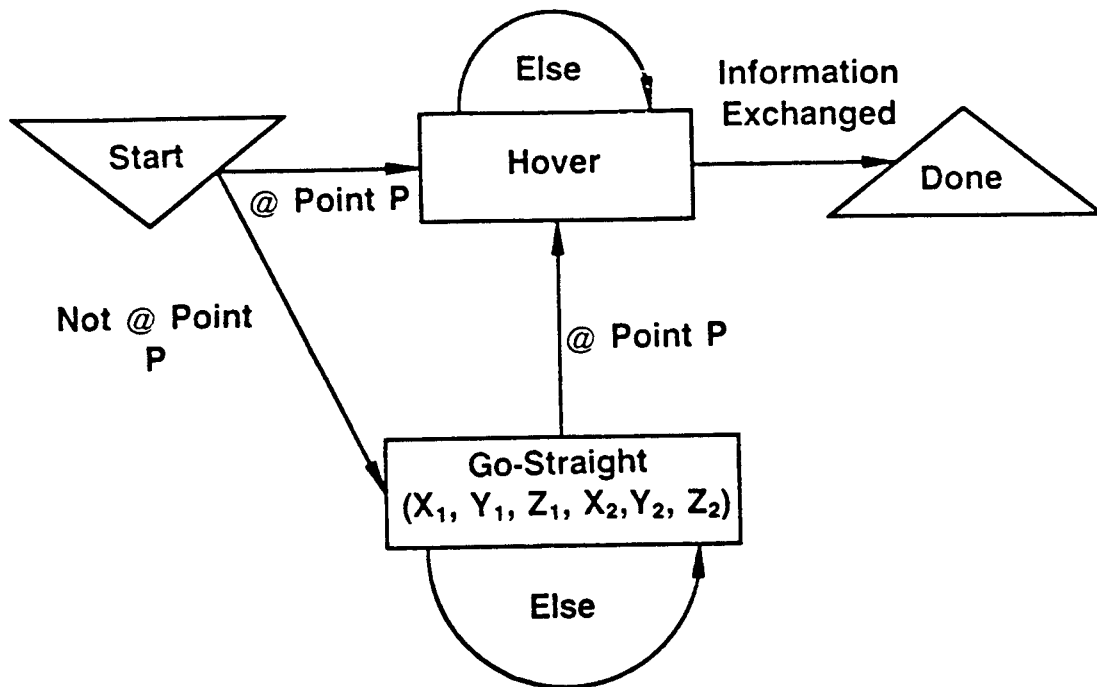 Else
Information
Exchanged
Start
Hover
Done
@ Point P
Not @ Point
P
@ Point P
Go-Straight
(X₁, Y₁, Z₁, X₂,Y₂, Z₂)
Else